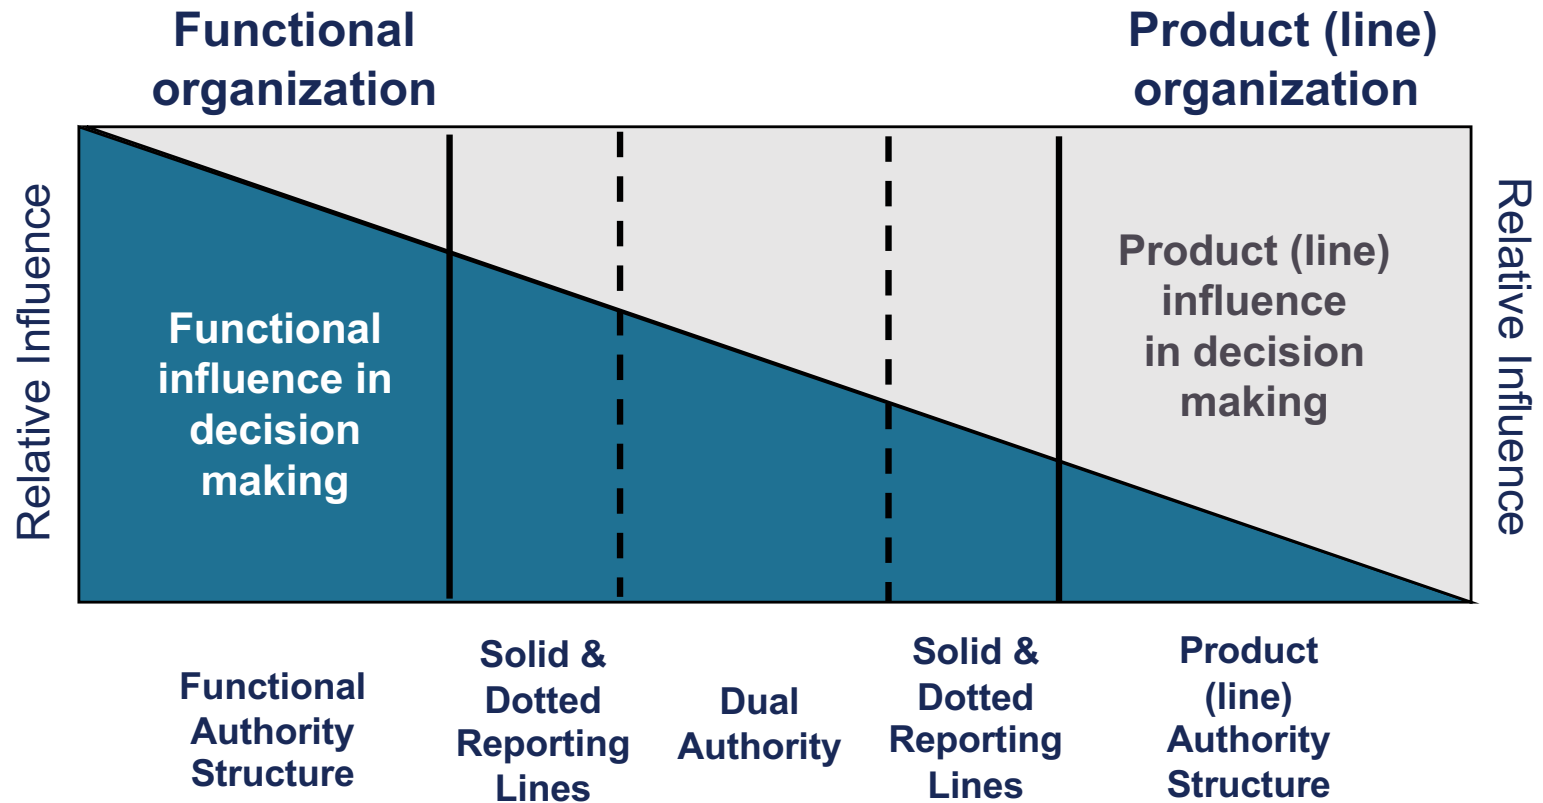 Functional
organization
Product (line)
organization
Relative Influence
Functional
influence in
decision
making
Product (line)
influence
in decision
making
Relative Influence
Functional
Authority
Structure
Solid &
Dotted
Reporting
Lines
Dual
Authority
Solid &
Dotted
Reporting
Lines
Product
(line)
Authority
Structure